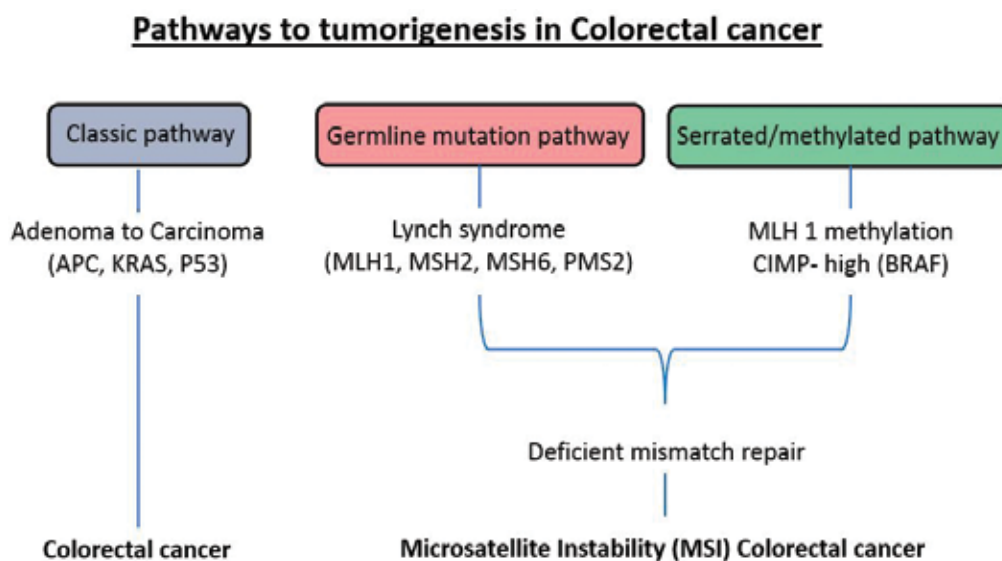 Pathways to tumorigenesis in Colorectal cancer
Classic pathway
Germline mutation pathway
Serrated/methylated pathway
Adenoma to Carcinoma
(APC, KRAS, P53)
Lynch syndrome
(MLH1, MSH2, MSH6, PMS2)
MLH 1 methylation
CIMP- high (BRAF)
Deficient mismatch repair
Colorectal cancer
Microsatellite Instability (MSI) Colorectal cancer